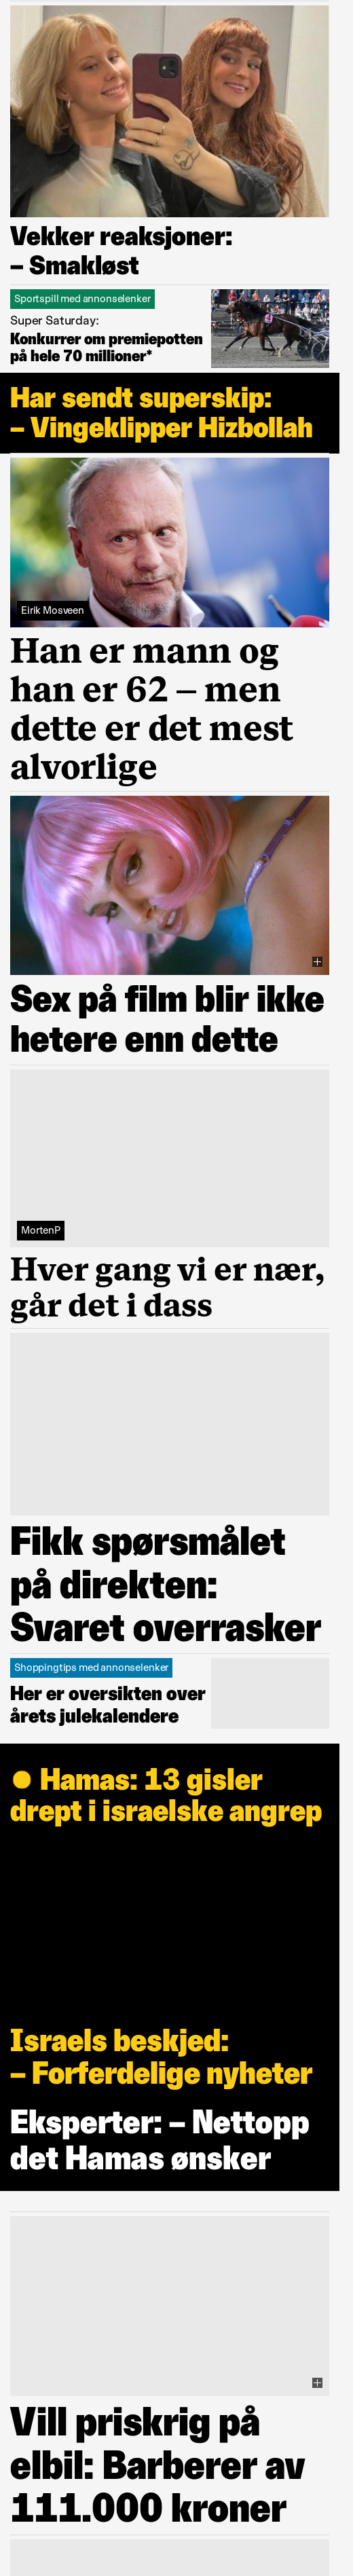 Vekker reaksjoner:
– Smakløst
Sportspill med annonselenker
Super Saturday:
Konkurrer om premiepotten
på hele 70 millioner*
Har sendt superskip:
– Vingeklipper Hizbollah
Eirik Mosveen
Han er mann og
han er 62 – men
dette er det mest
alvorlige
Sex på film blir ikke
hetere enn dette
MortenP
Hver gang vi er nær,
går det i dass
Fikk spørsmålet
på direkten:
Svaret overrasker
Shoppingtips med annonselenker
Her er oversikten over
årets julekalendere
Hamas: 13 gisler
drept i israelske angrep
Israels beskjed:
– Forferdelige nyheter
Eksperter: – Nettopp
det Hamas ønsker
Vill priskrig på
elbil: Barberer av
111.000 kroner